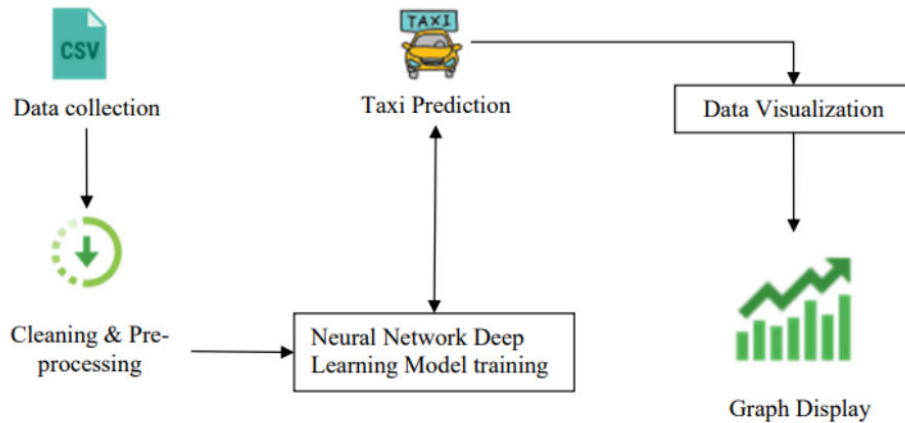 CSV
Data collection
Cleaning & Pre-
processing
Neural Network Deep
Learning Model training
TAXI
Taxi Prediction
Data Visualization
Graph Display